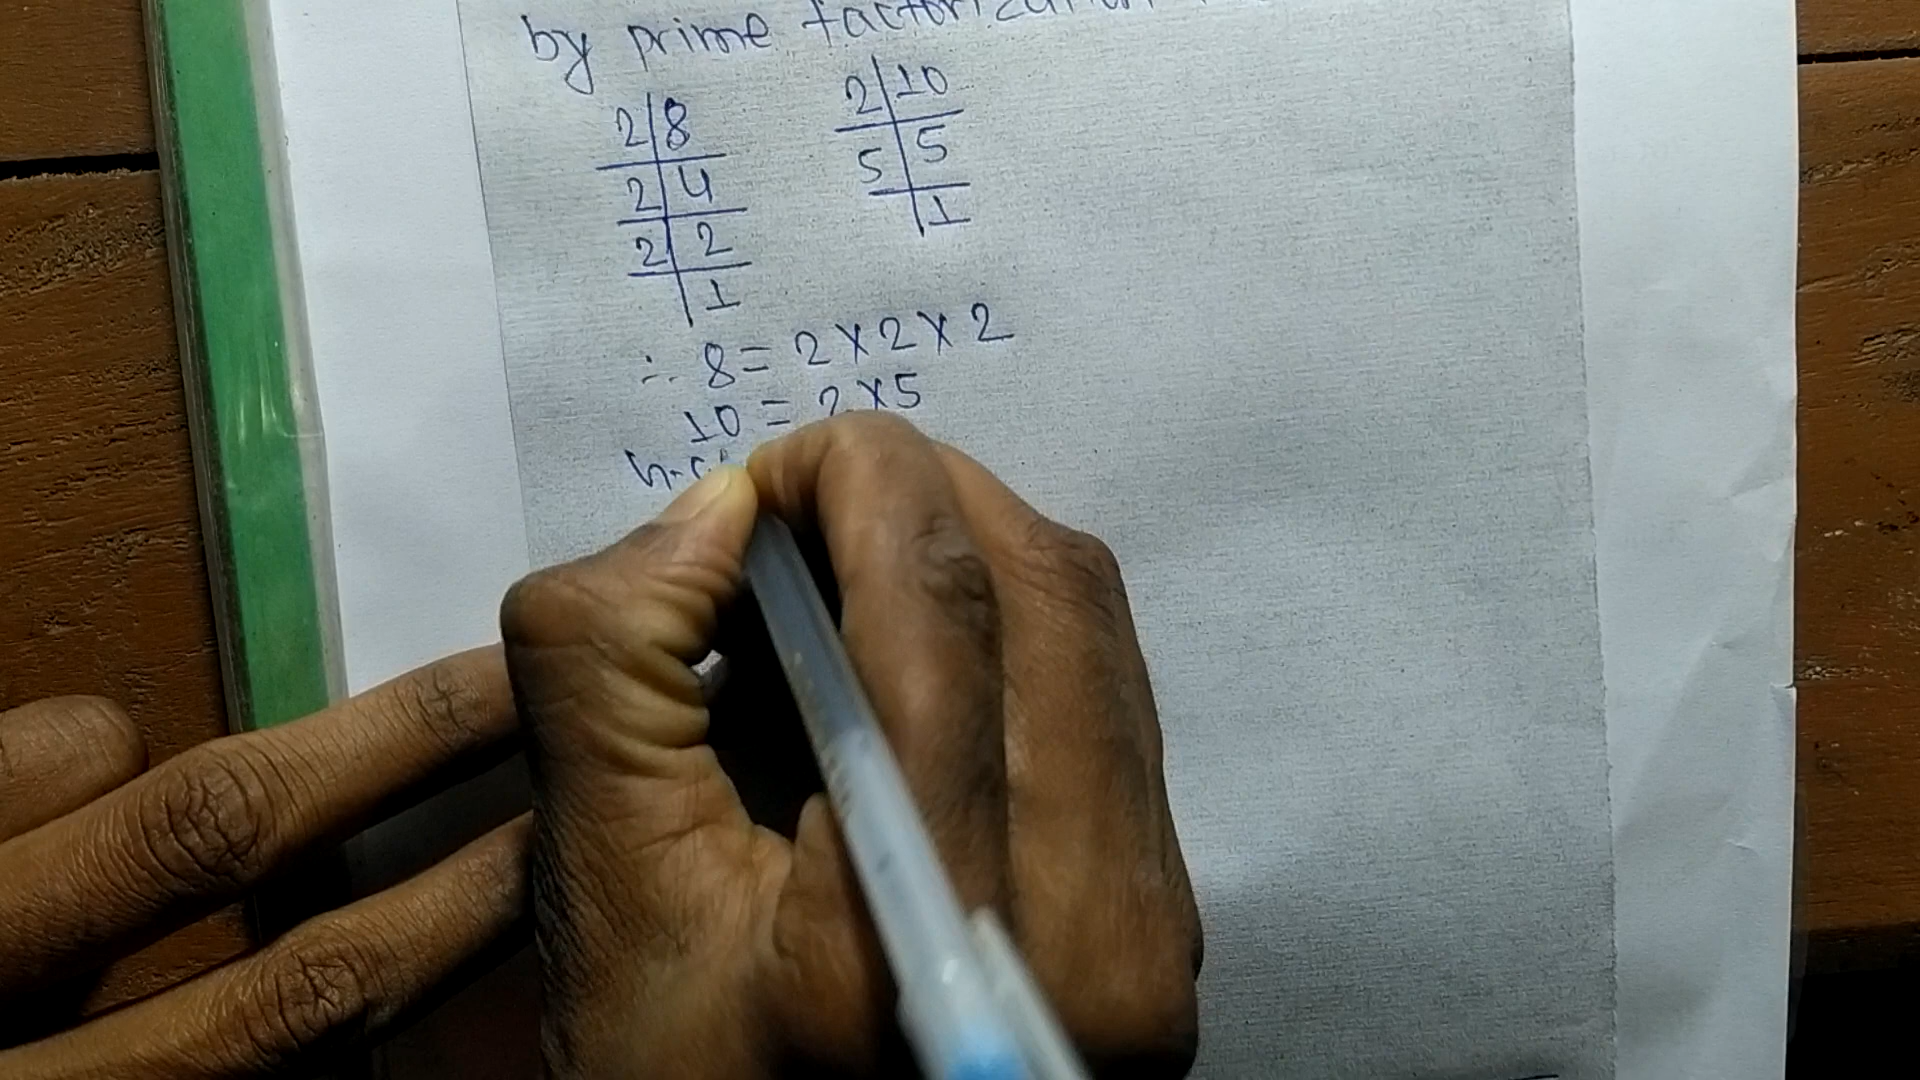 by prime factorization
2 8
2 4
2 2
1
2 10
5 5
1
∴ 8 = 2 × 2 × 2
10 = 2 × 5